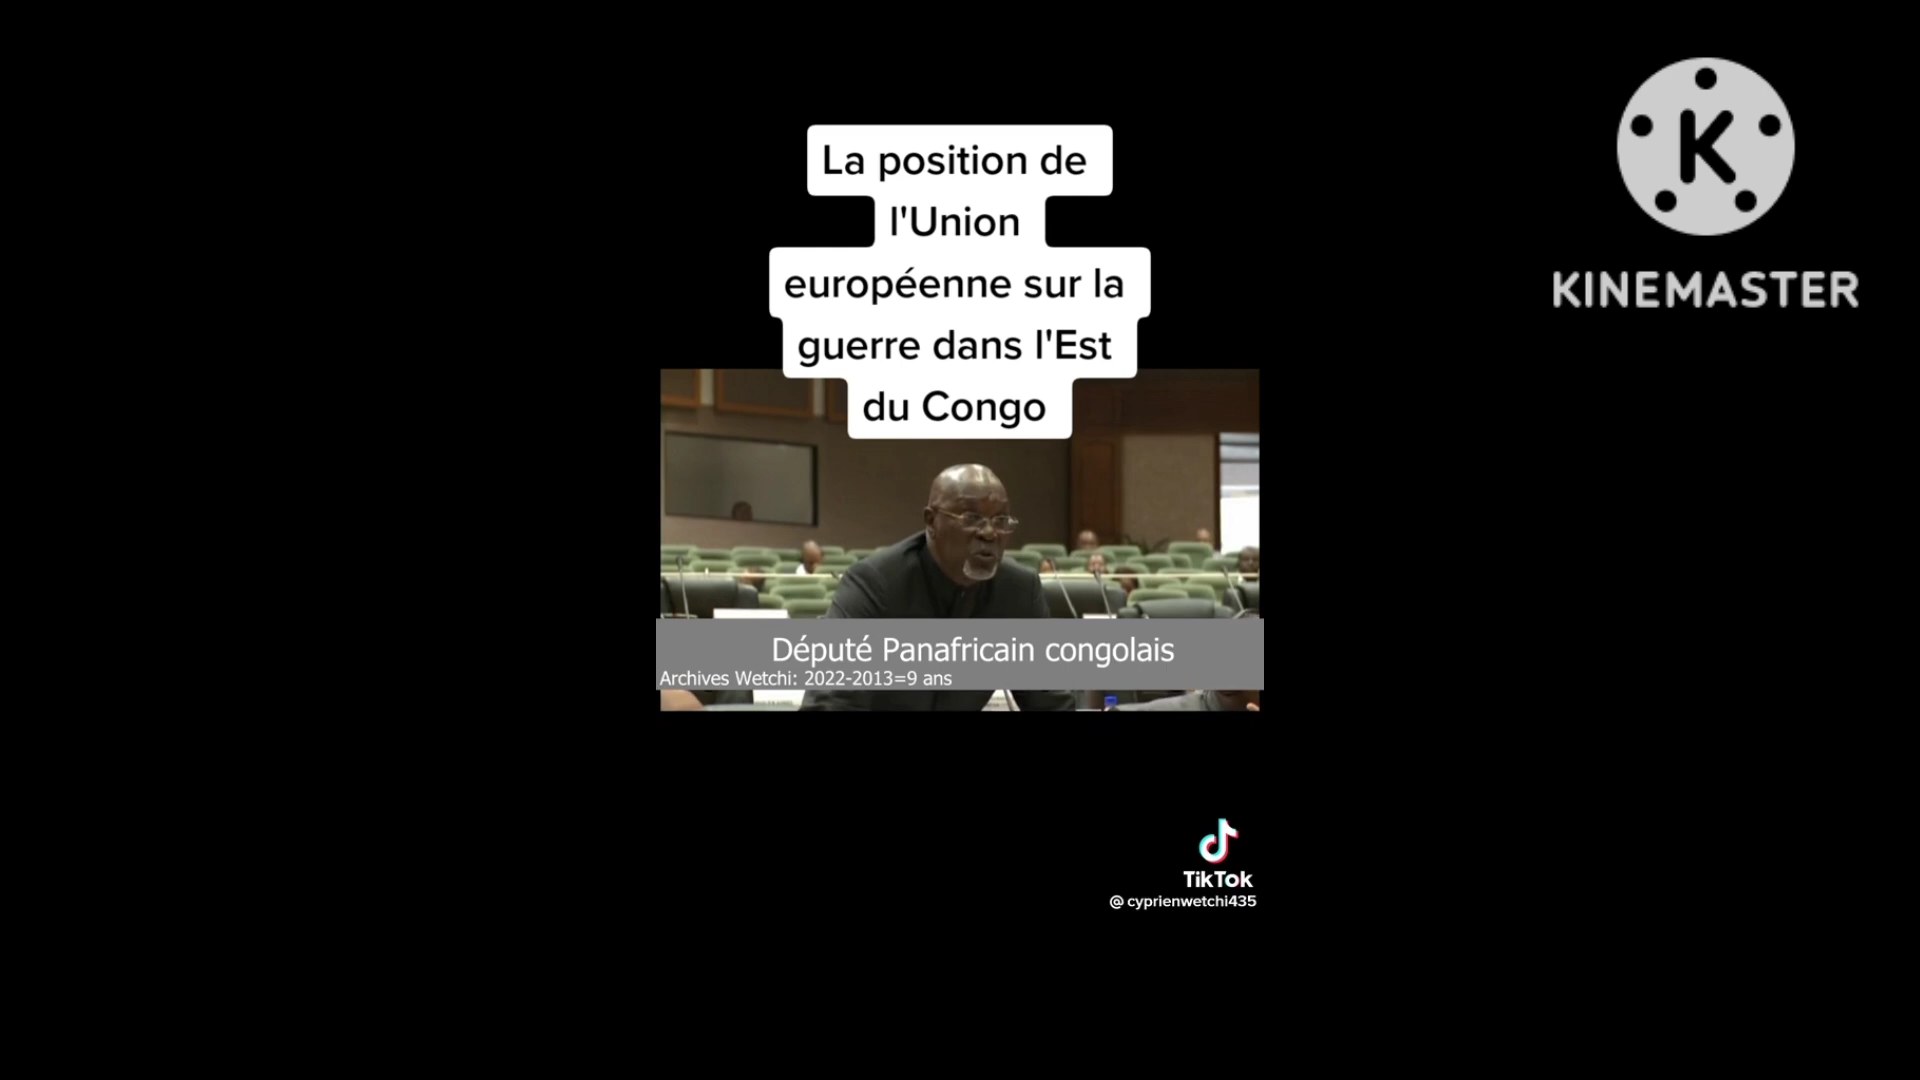 La position de
l'Union
européenne sur la
guerre dans l'Est
du Congo
K
KINEMASTER
Député Panafricain congolais
Archives Wetchi: 2022-2013=9 ans
TikTok
@ cyprienwetchi435